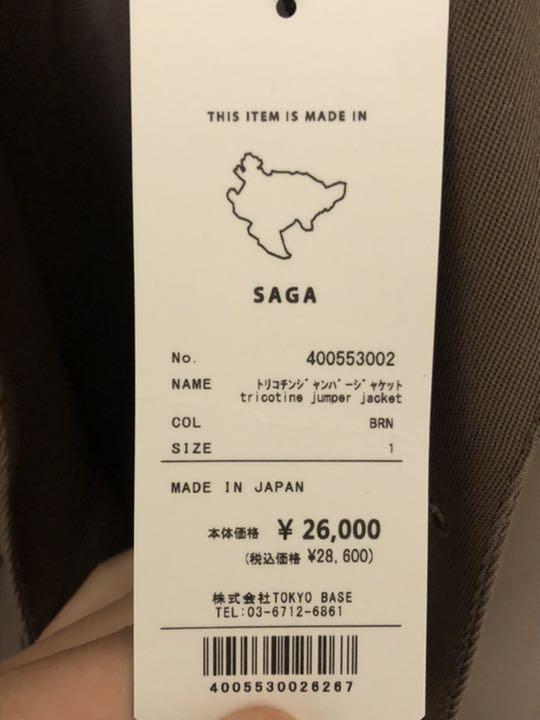 THIS ITEM IS MADE IN
SAGA
No. 400553002
NAME ﾄﾘｺﾁﾝｼﾞｬﾝﾊﾟｰｼﾞｬｹｯﾄ
tricotine jumper jacket
COL BRN
SIZE 1
MADE IN JAPAN
本体価格 ¥ 26,000
(税込価格 ¥28,600)
株式会社TOKYO BASE
TEL:03-6712-6861
4005530026267